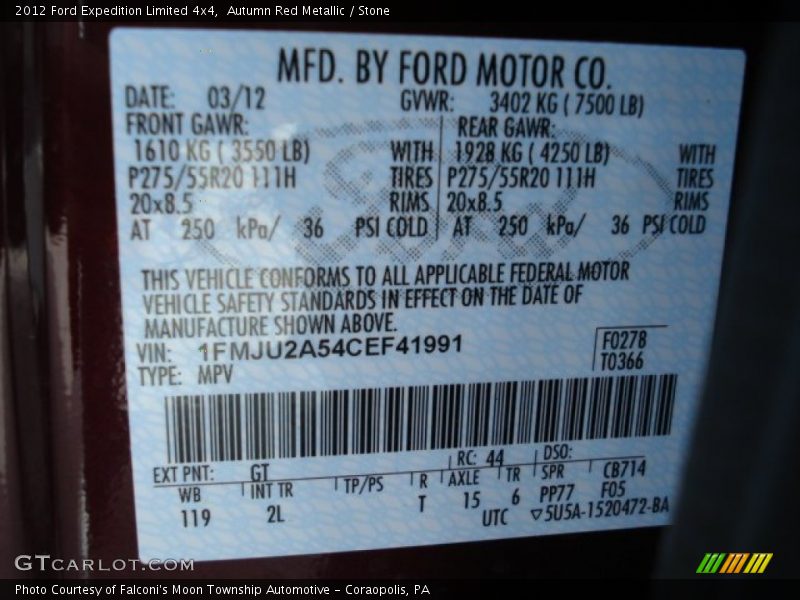 2012 Ford Expedition Limited 4x4, Autumn Red Metallic / Stone
MFD. BY FORD MOTOR CO.
DATE: 03/12 GVWR: 3402 KG ( 7500 LB)
FRONT GAWR: REAR GAWR:
1610 KG ( 3550 LB) WITH 1928 KG ( 4250 LB) WITH
P275/55R20 111H TIRES P275/55R20 111H TIRES
20x8.5 RIMS 20x8.5 RIMS
AT 250 kPa/ 36 PSI COLD AT 250 kPa/ 36 PSI COLD
THIS VEHICLE CONFORMS TO ALL APPLICABLE FEDERAL MOTOR
VEHICLE SAFETY STANDARDS IN EFFECT ON THE DATE OF
MANUFACTURE SHOWN ABOVE.
VIN: 1FMJU2A54CEF41991 F0278
TYPE: MPV T0366
EXT PNT: GT RC: 44 DSO:
WB INT TR TP/PS R AXLE TR SPR CB714
119 2L T 15 6 PP77 F05
UTC ▽5U5A-1520472-BA
GTCARLOT.COM
Photo Courtesy of Falconi's Moon Township Automotive - Coraopolis, PA